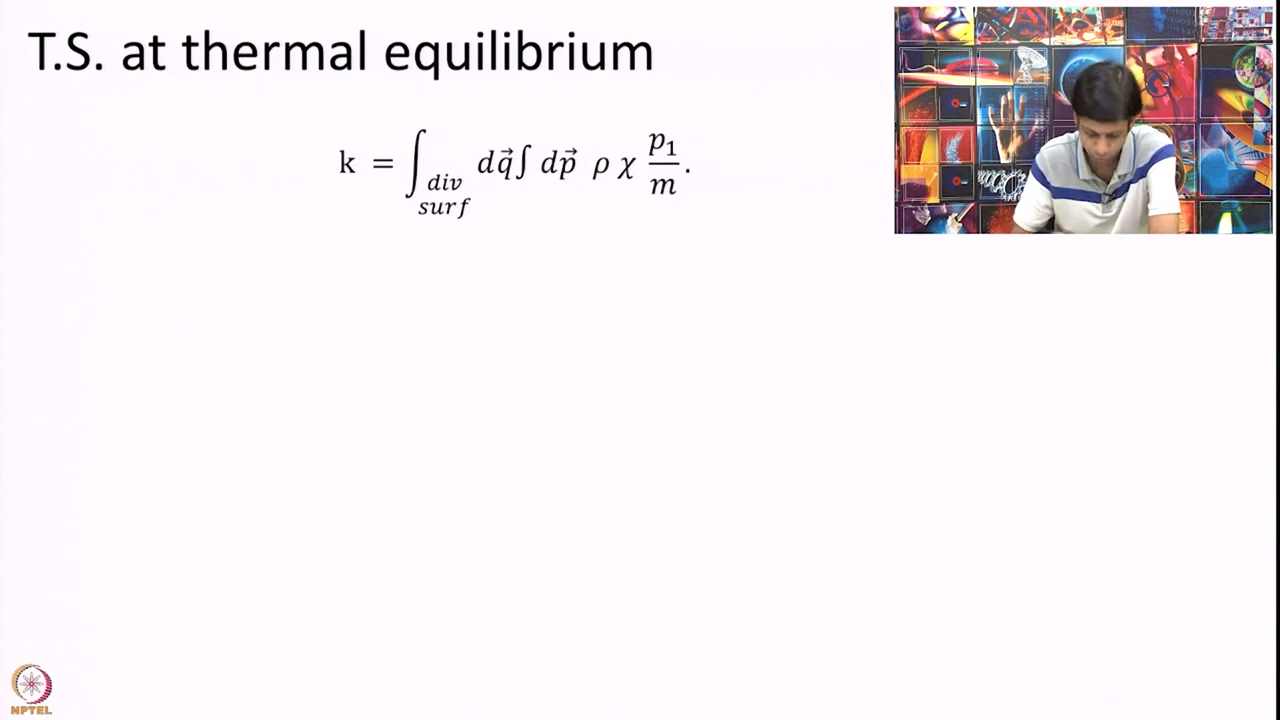 T.S. at thermal equilibrium
k = ∫_{div surf} dq⃗ ∫ dp⃗ ρ χ p₁/m .
NPTEL